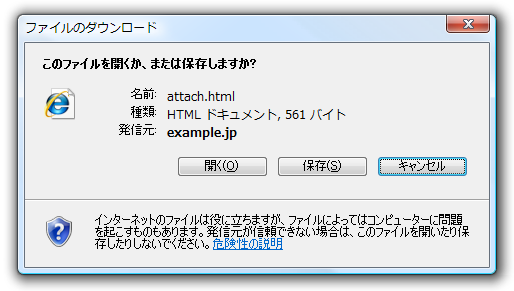 ファイルのダウンロード
このファイルを開くか、または保存しますか?
名前: attach.html
種類: HTML ドキュメント, 561 バイト
発信元: example.jp
開く(O) 保存(S) キャンセル
インターネットのファイルは役に立ちますが、ファイルによってはコンピューターに問題
を起こすものもあります。発信元が信頼できない場合は、このファイルを開いたり保
存したりしないでください。危険性の説明